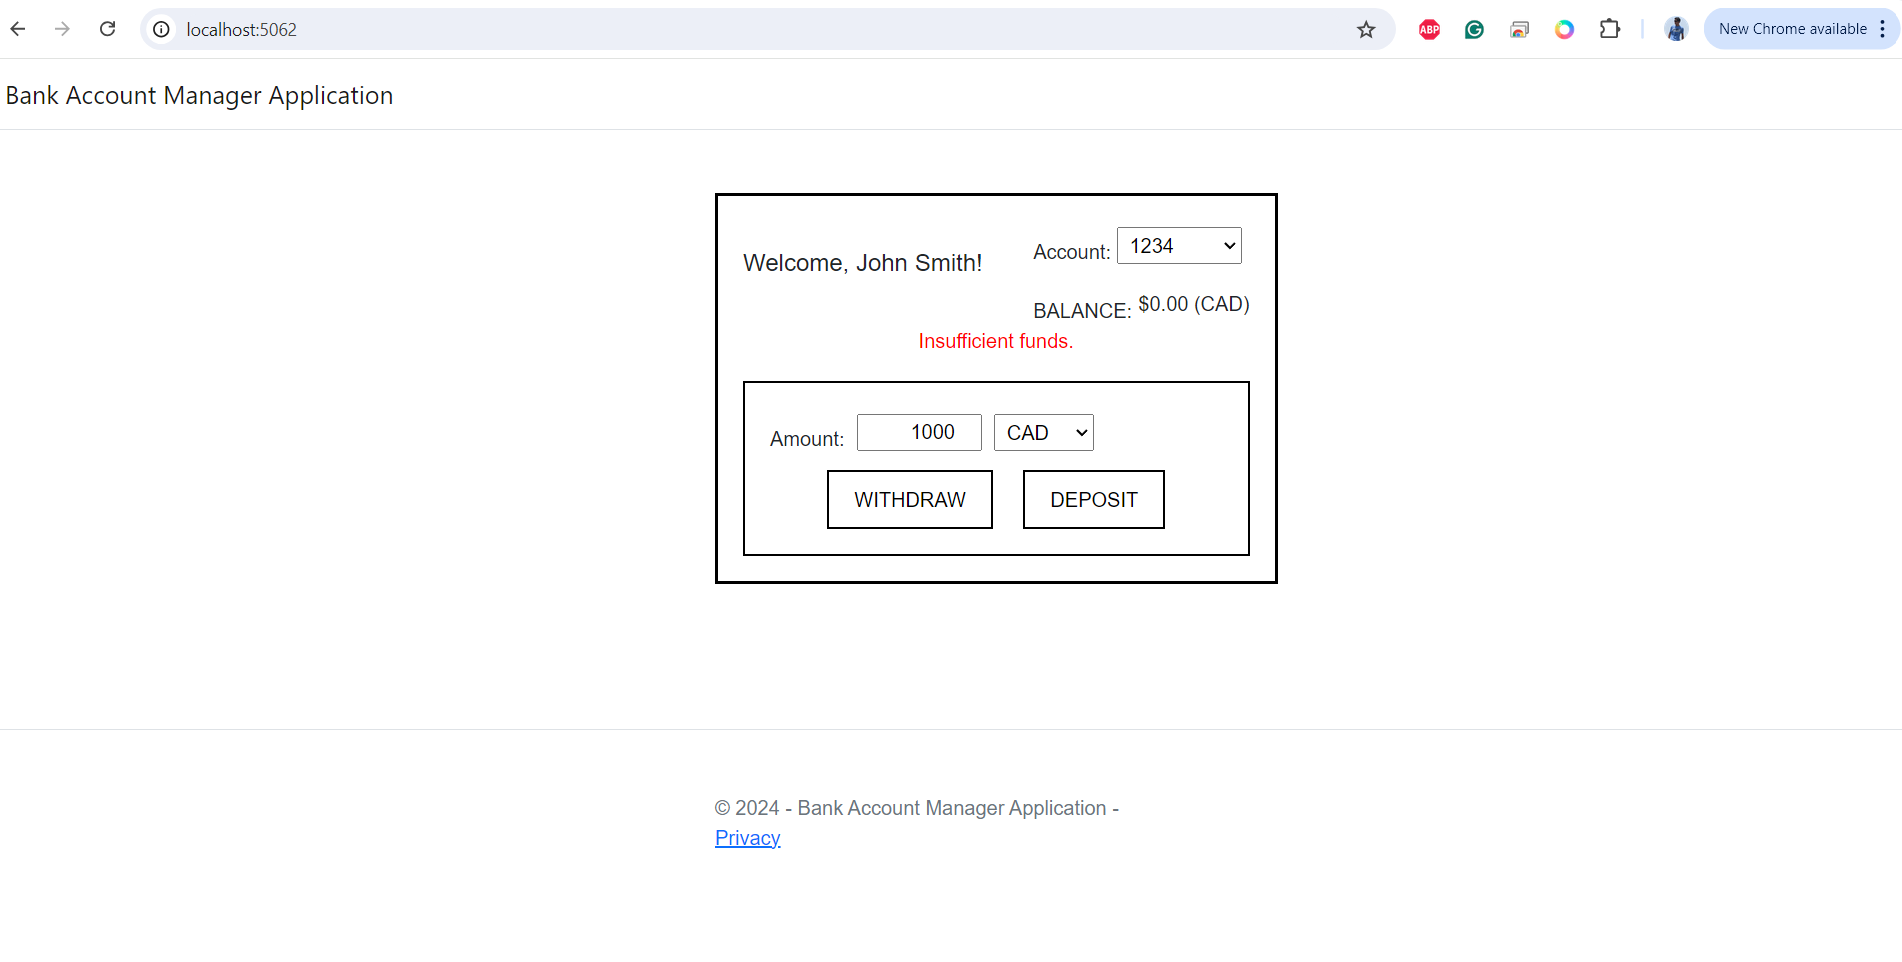 localhost:5062
ABP
New Chrome available
Bank Account Manager Application
Welcome, John Smith!
Account: 1234
BALANCE: $0.00 (CAD)
Insufficient funds.
Amount: 1000 CAD
WITHDRAW DEPOSIT
© 2024 - Bank Account Manager Application -
Privacy